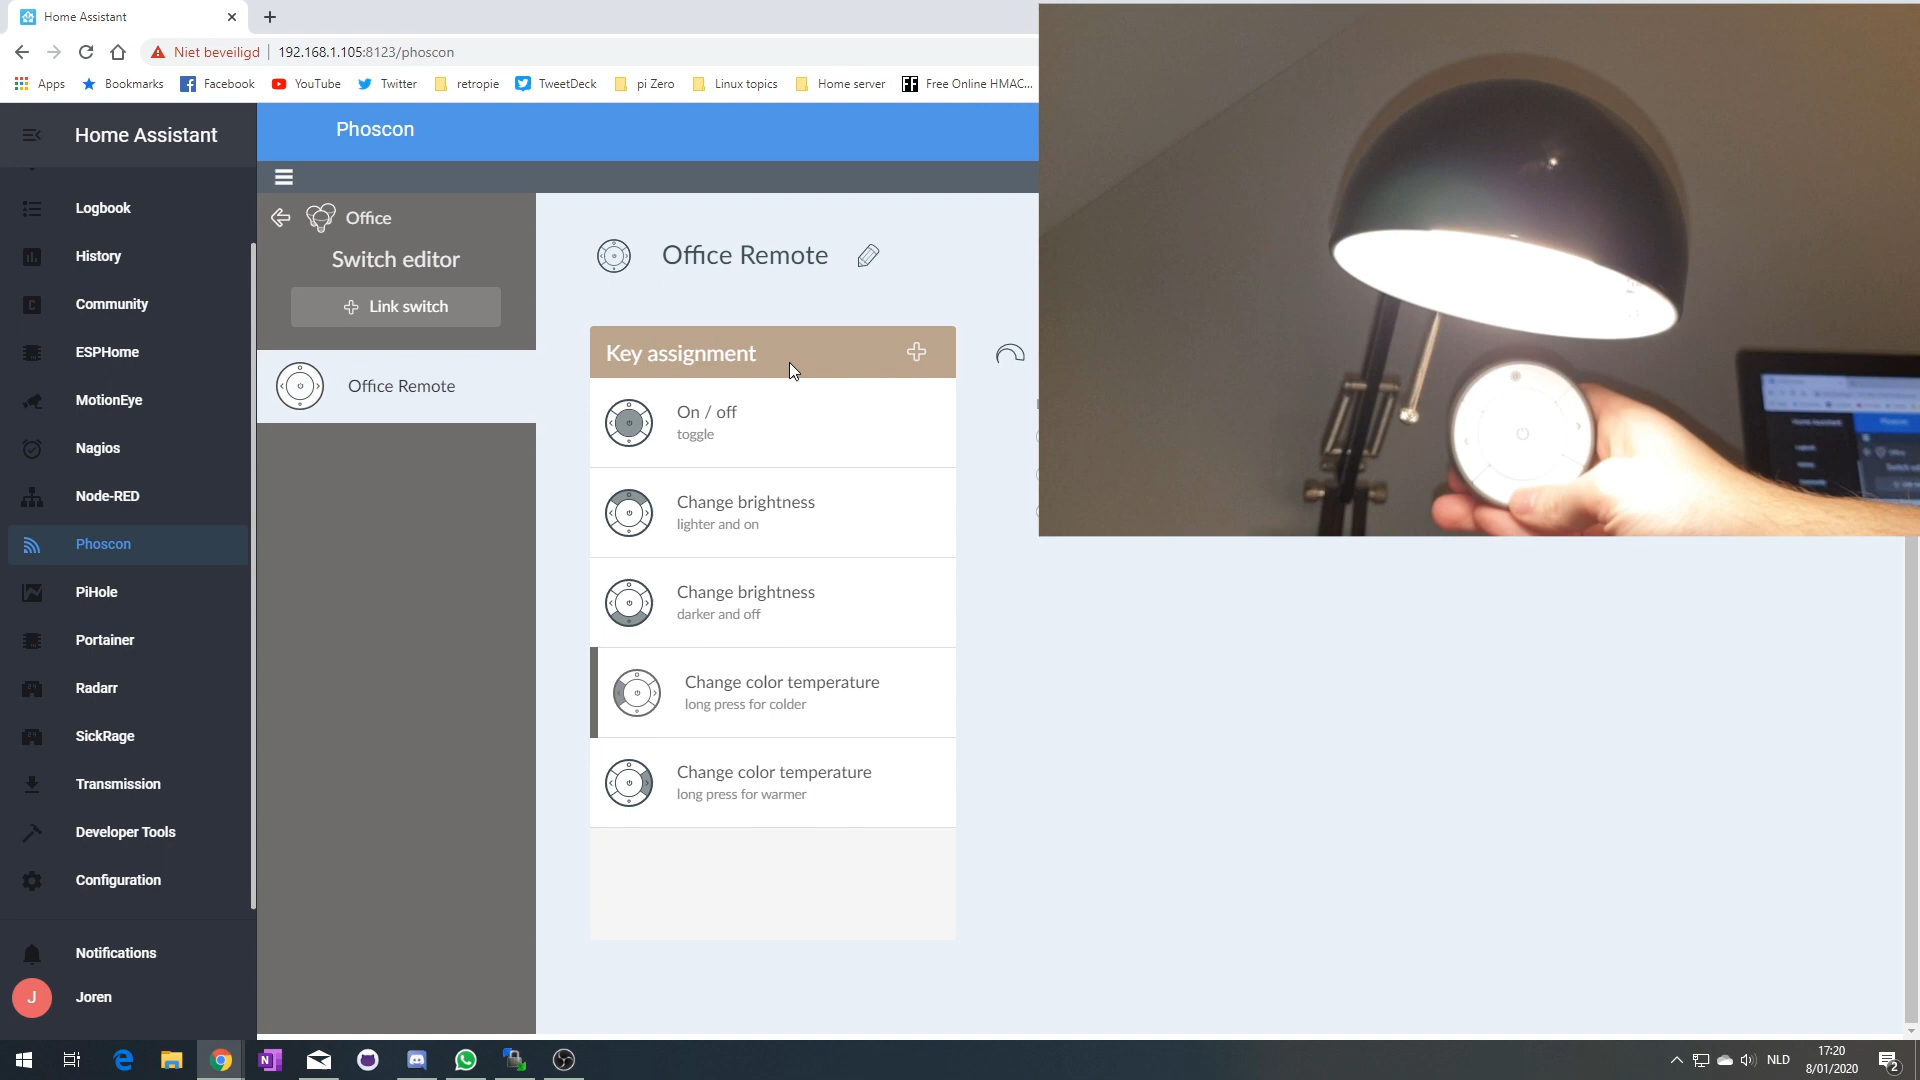 Home Assistant
Niet beveiligd
192.168.1.105:8123/phoscon
Apps
Bookmarks
Facebook
YouTube
Twitter
retropie
TweetDeck
pi Zero
Linux topics
Home server
Free Online HMAC...
Home Assistant
Logbook
History
Community
ESPHome
MotionEye
Nagios
Node-RED
Phoscon
PiHole
Portainer
Radarr
SickRage
Transmission
Developer Tools
Configuration
Notifications
J
Joren
Phoscon
Office
Switch editor
Link switch
Office Remote
Office Remote
Key assignment
On / off
toggle
Change brightness
lighter and on
Change brightness
darker and off
Change color temperature
long press for colder
Change color temperature
long press for warmer
NLD
17:20
8/01/2020
2